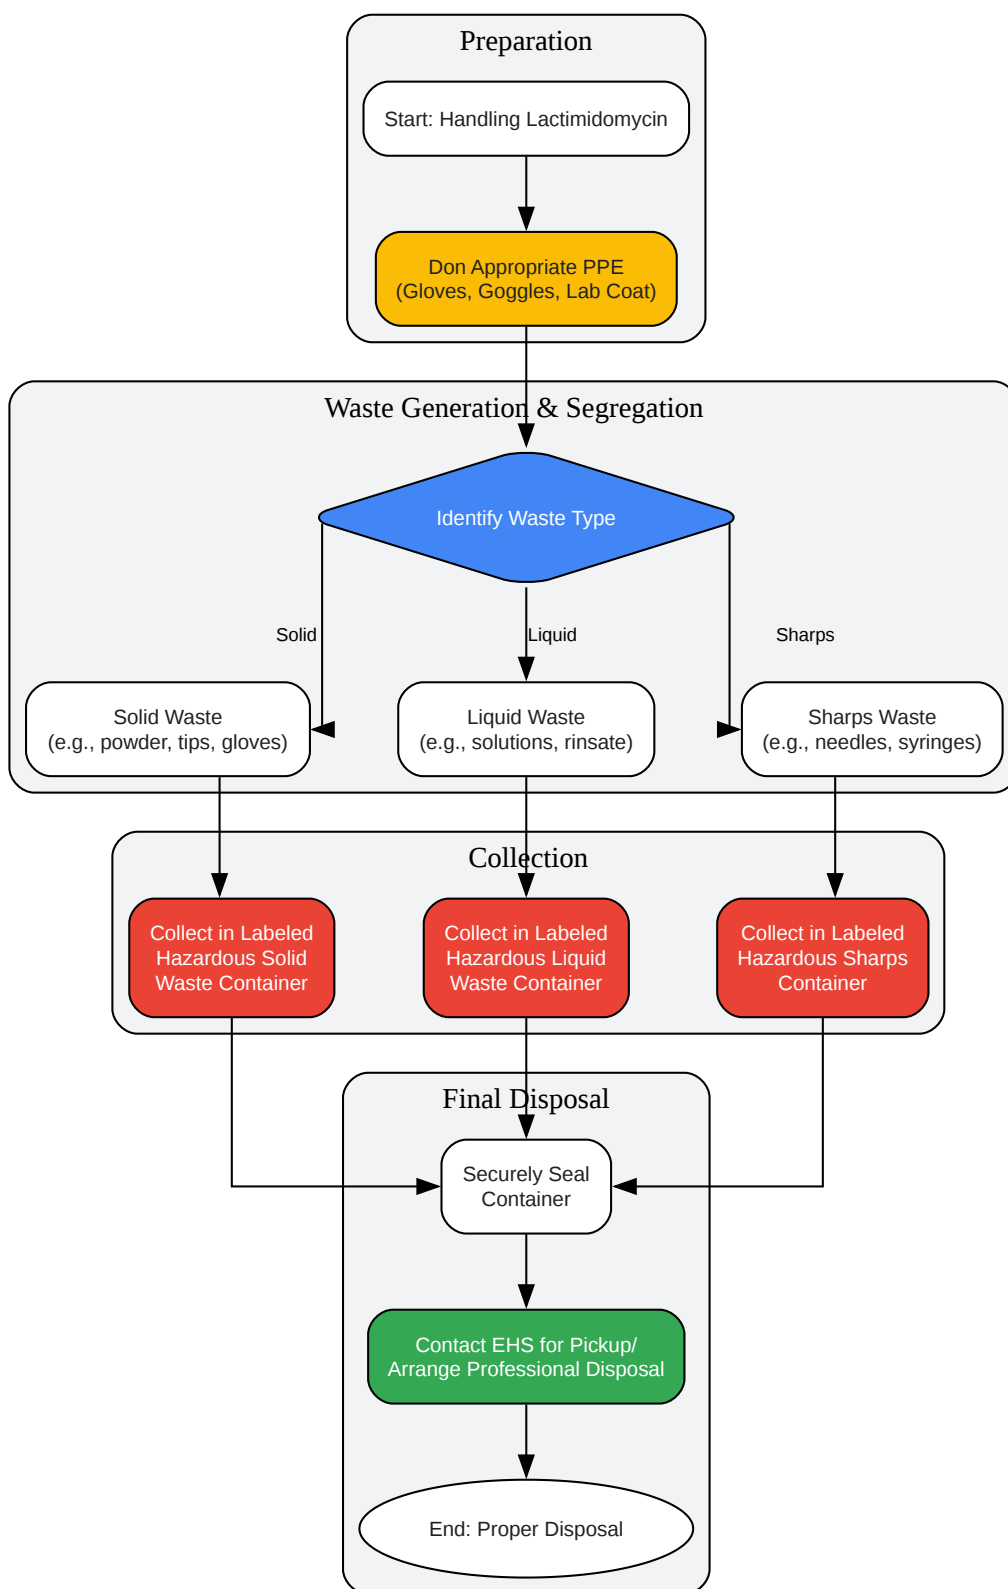 Preparation
Start: Handling Lactimidomycin
Don Appropriate PPE
(Gloves, Goggles, Lab Coat)
Waste Generation & Segregation
Identify Waste Type
Solid
Liquid
Sharps
Solid Waste
(e.g., powder, tips, gloves)
Liquid Waste
(e.g., solutions, rinsate)
Sharps Waste
(e.g., needles, syringes)
Collection
Collect in Labeled
Hazardous Solid
Waste Container
Collect in Labeled
Hazardous Liquid
Waste Container
Collect in Labeled
Hazardous Sharps
Container
Final Disposal
Securely Seal
Container
Contact EHS for Pickup/
Arrange Professional Disposal
End: Proper Disposal